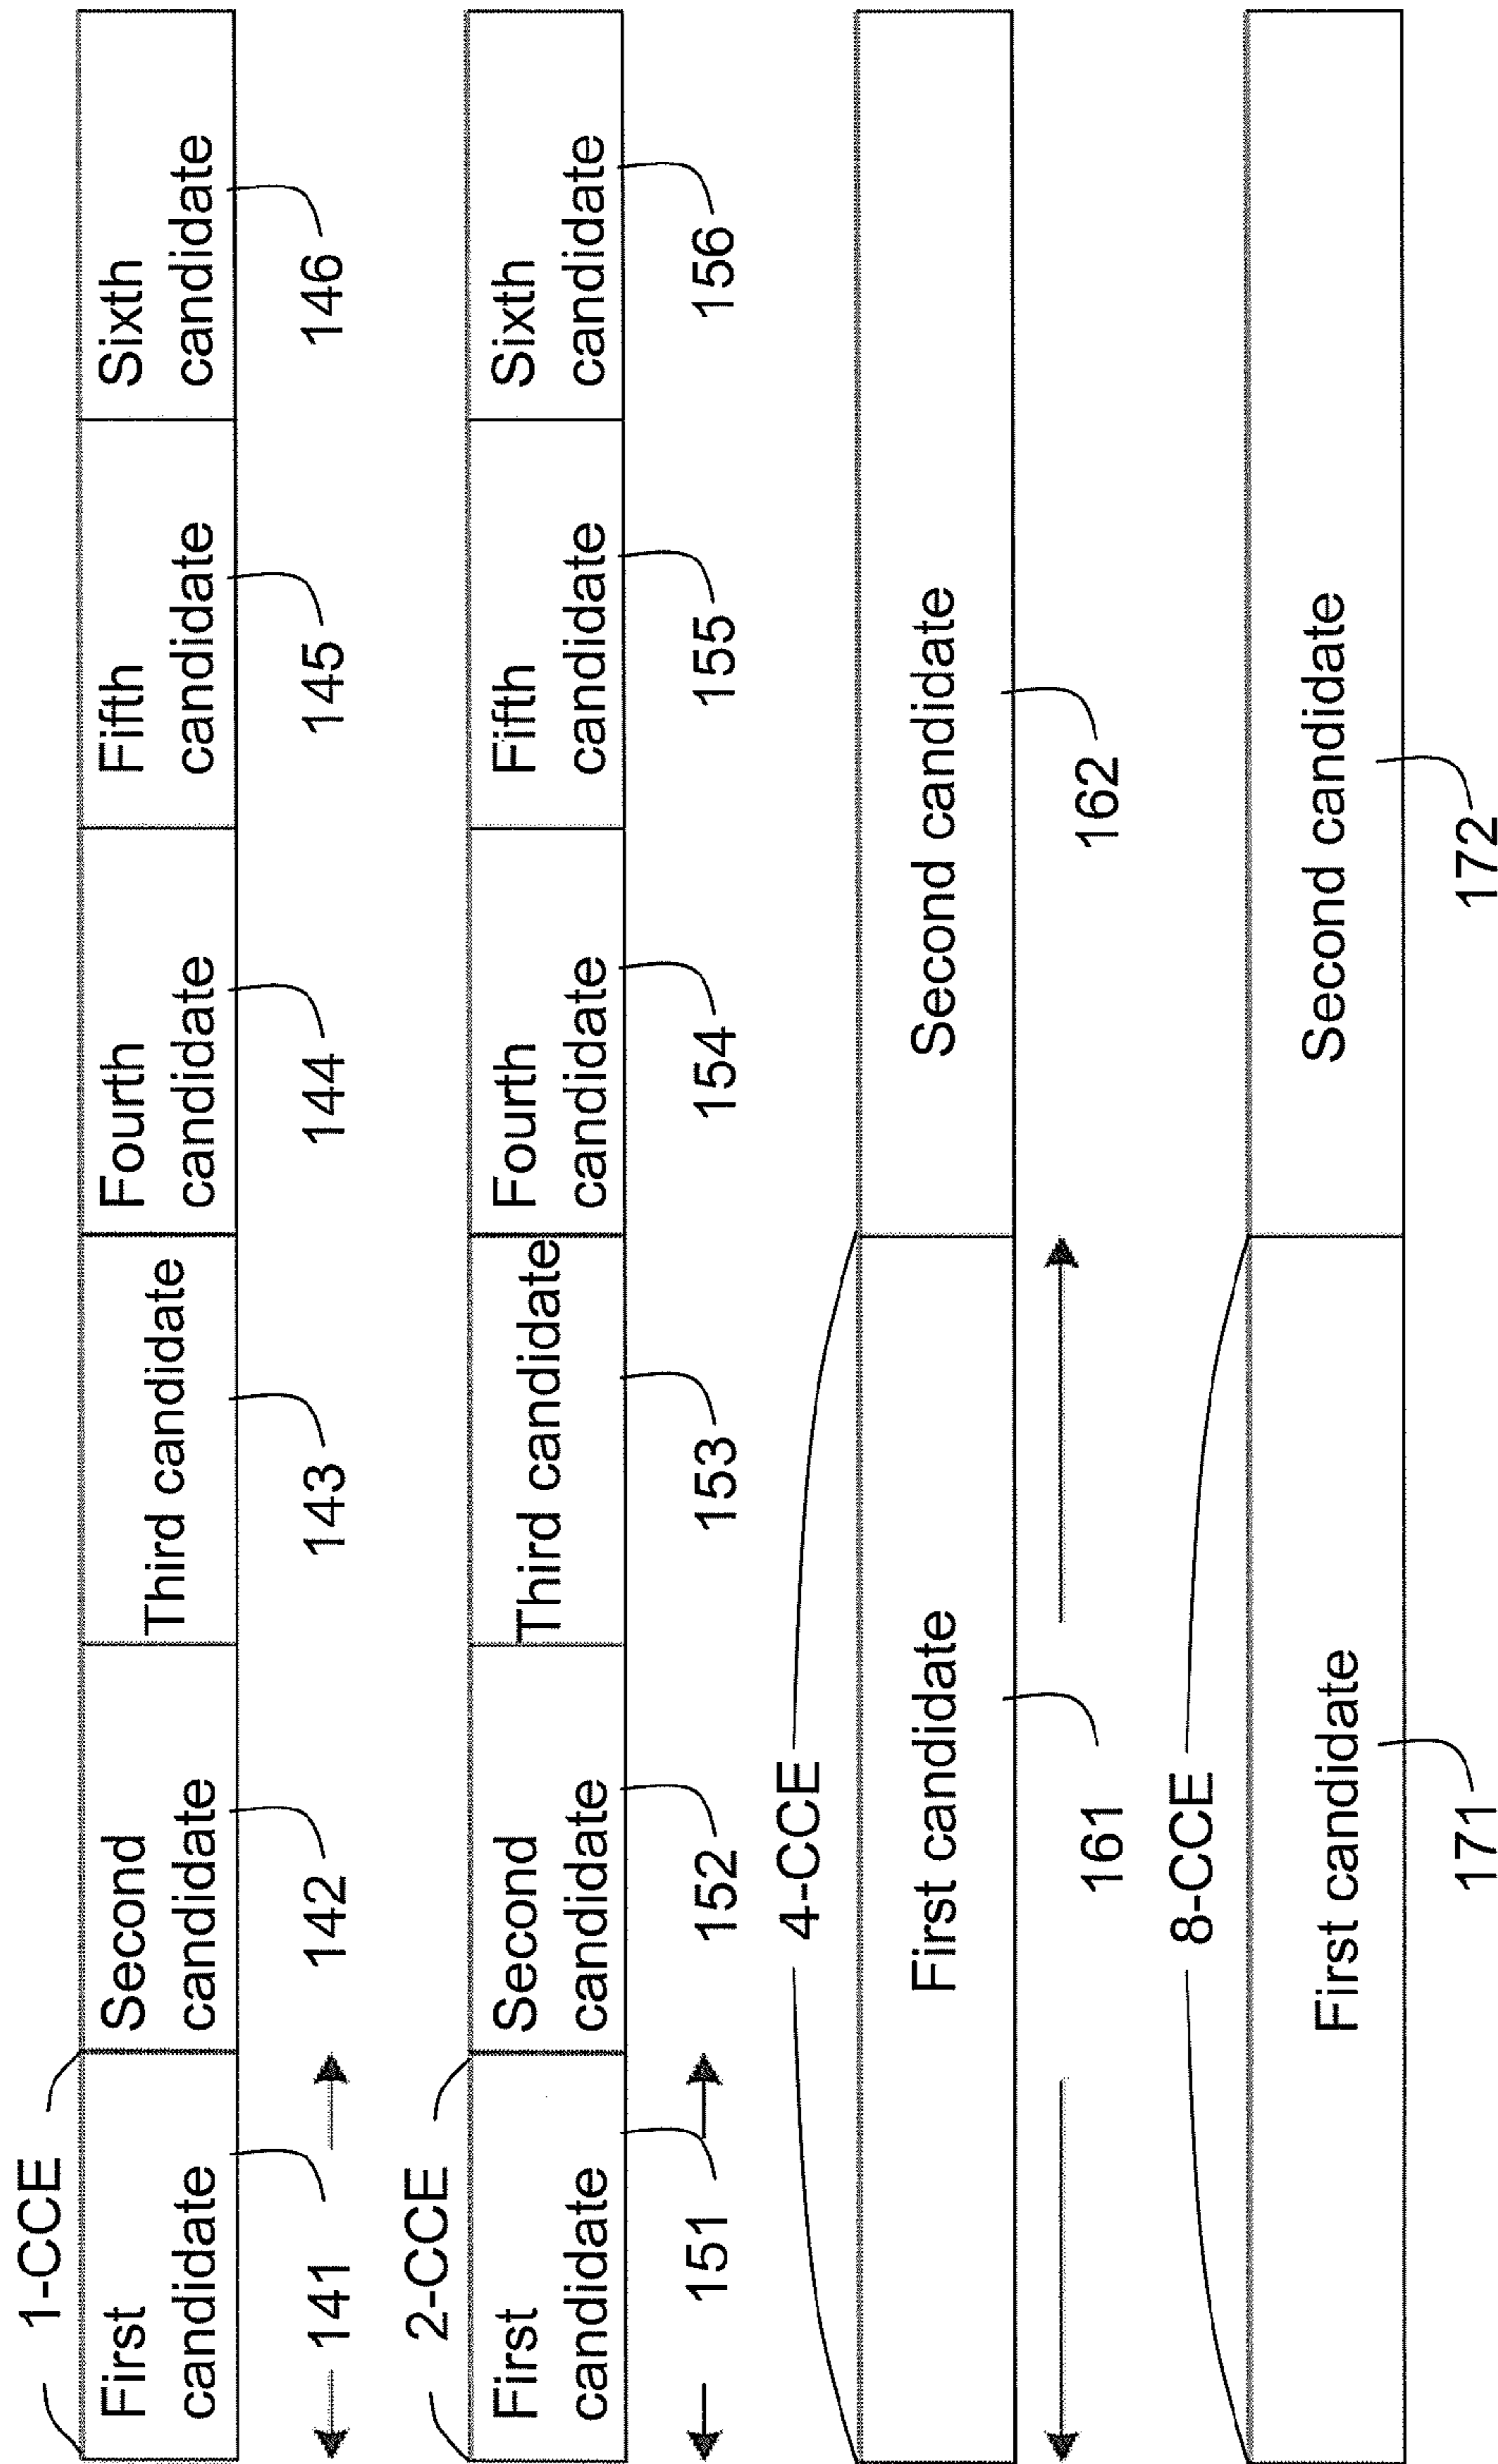 1-CCE
First
candidate
Second
candidate
Third candidate
Fourth
candidate
Fifth
candidate
Sixth
candidate
141
142
143
144
145
146
2-CCE
First
candidate
Second
candidate
Third candidate
Fourth
candidate
Fifth
candidate
Sixth
candidate
151
152
153
154
155
156
4-CCE
First candidate
Second candidate
161
162
8-CCE
First candidate
Second candidate
171
172